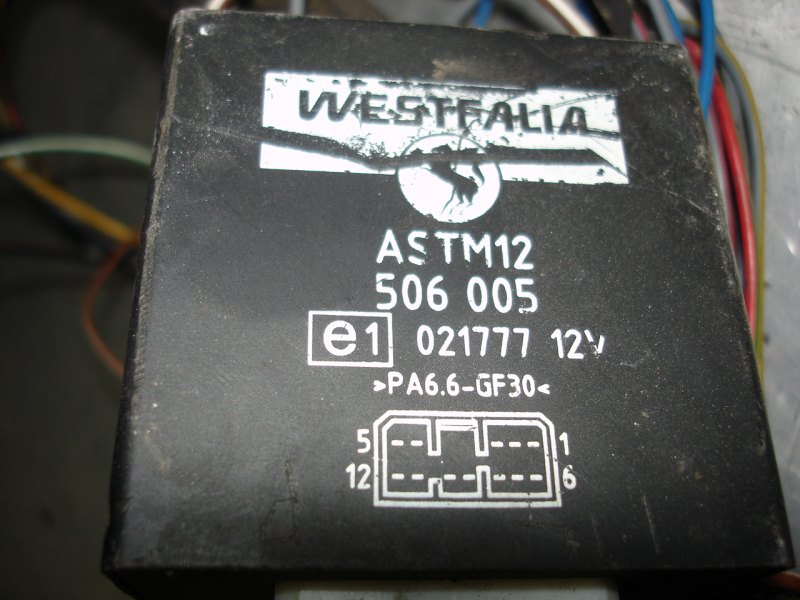 WESTFALIA
ASTM12
506 005
e1 021777 12V
>PA6.6-GF30<
5 1
12 6